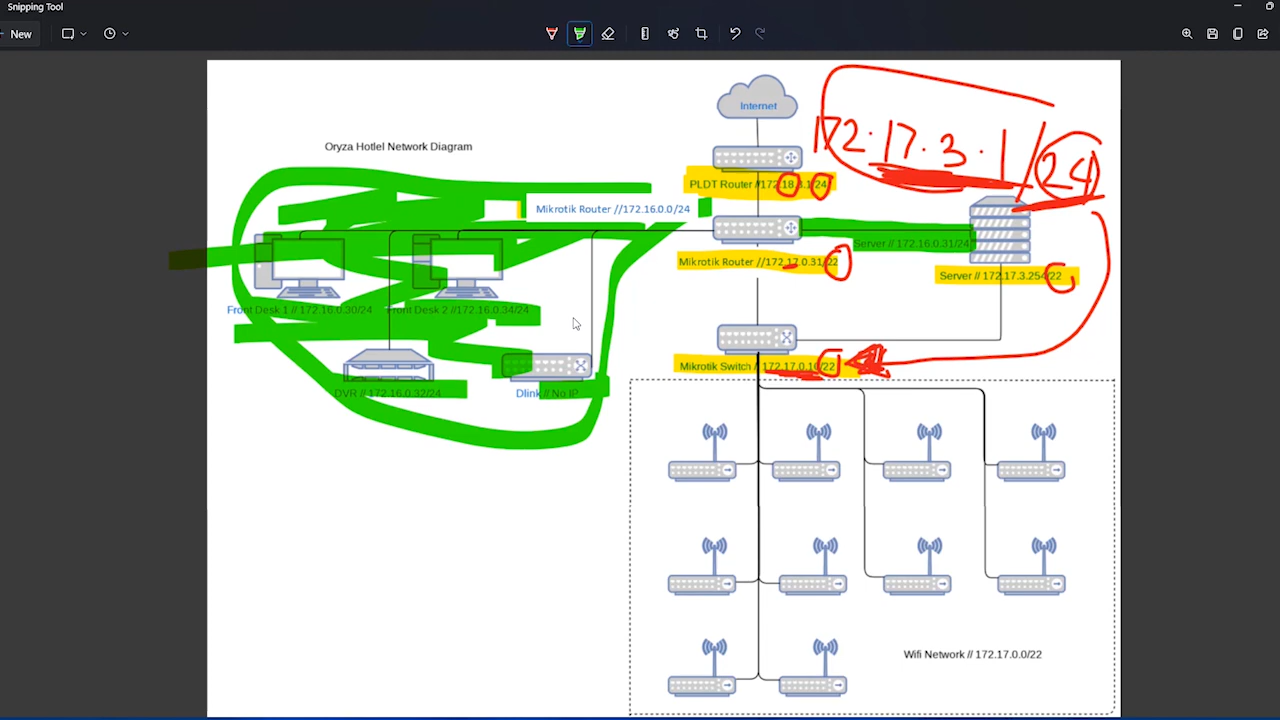 Snipping Tool
New
Internet
172.17.3.1/24
Oryza Hotlel Network Diagram
PLDT Router //172.18.3.1/24
Mikrotik Router //172.16.0.0/24
Server // 172.16.0.31/24
Mikrotik Router //172.17.0.31/22
Server // 172.17.3.254/22
Front Desk 1 // 172.16.0.30/24
Front Desk 2 //172.16.0.34/24
Mikrotik Switch // 172.17.0.10/22
DVR // 172.16.0.32/24
Dlink // No IP
Wifi Network // 172.17.0.0/22